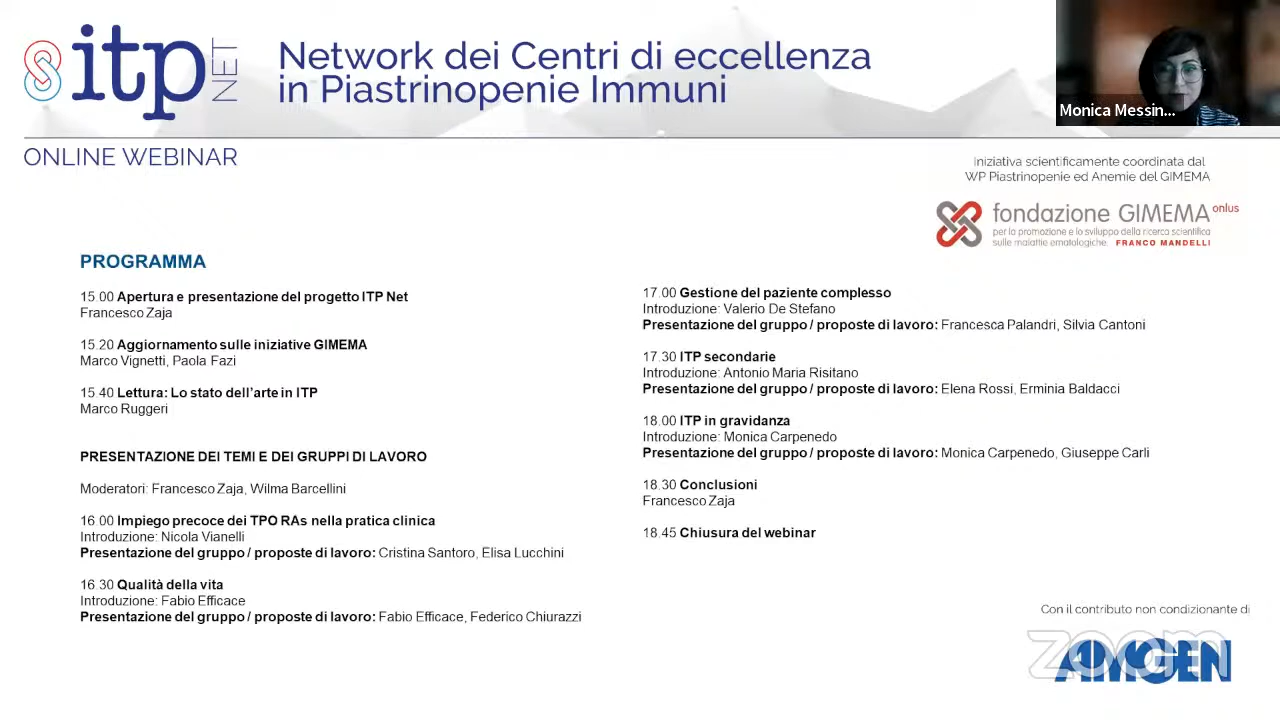 itp NET
Network dei Centri di eccellenza
in Piastrinopenie Immuni
Monica Messin...
ONLINE WEBINAR
Iniziativa scientificamente coordinata dal
WP Piastrinopenie ed Anemie del GIMEMA
fondazione GIMEMA onlus
per la promozione e lo sviluppo della ricerca scientifica
sulle malattie ematologiche. FRANCO MANDELLI
PROGRAMMA
15.00 Apertura e presentazione del progetto ITP Net
Francesco Zaja
15.20 Aggiornamento sulle iniziative GIMEMA
Marco Vignetti, Paola Fazi
15.40 Lettura: Lo stato dell'arte in ITP
Marco Ruggeri
PRESENTAZIONE DEI TEMI E DEI GRUPPI DI LAVORO
Moderatori: Francesco Zaja, Wilma Barcellini
16.00 Impiego precoce dei TPO RAs nella pratica clinica
Introduzione: Nicola Vianelli
Presentazione del gruppo / proposte di lavoro: Cristina Santoro, Elisa Lucchini
16.30 Qualità della vita
Introduzione: Fabio Efficace
Presentazione del gruppo / proposte di lavoro: Fabio Efficace, Federico Chiurazzi
17.00 Gestione del paziente complesso
Introduzione: Valerio De Stefano
Presentazione del gruppo / proposte di lavoro: Francesca Palandri, Silvia Cantoni
17.30 ITP secondarie
Introduzione: Antonio Maria Risitano
Presentazione del gruppo / proposte di lavoro: Elena Rossi, Erminia Baldacci
18.00 ITP in gravidanza
Introduzione: Monica Carpenedo
Presentazione del gruppo / proposte di lavoro: Monica Carpenedo, Giuseppe Carli
18.30 Conclusioni
Francesco Zaja
18.45 Chiusura del webinar
Con il contributo non condizionante di
AMGEN
zoom